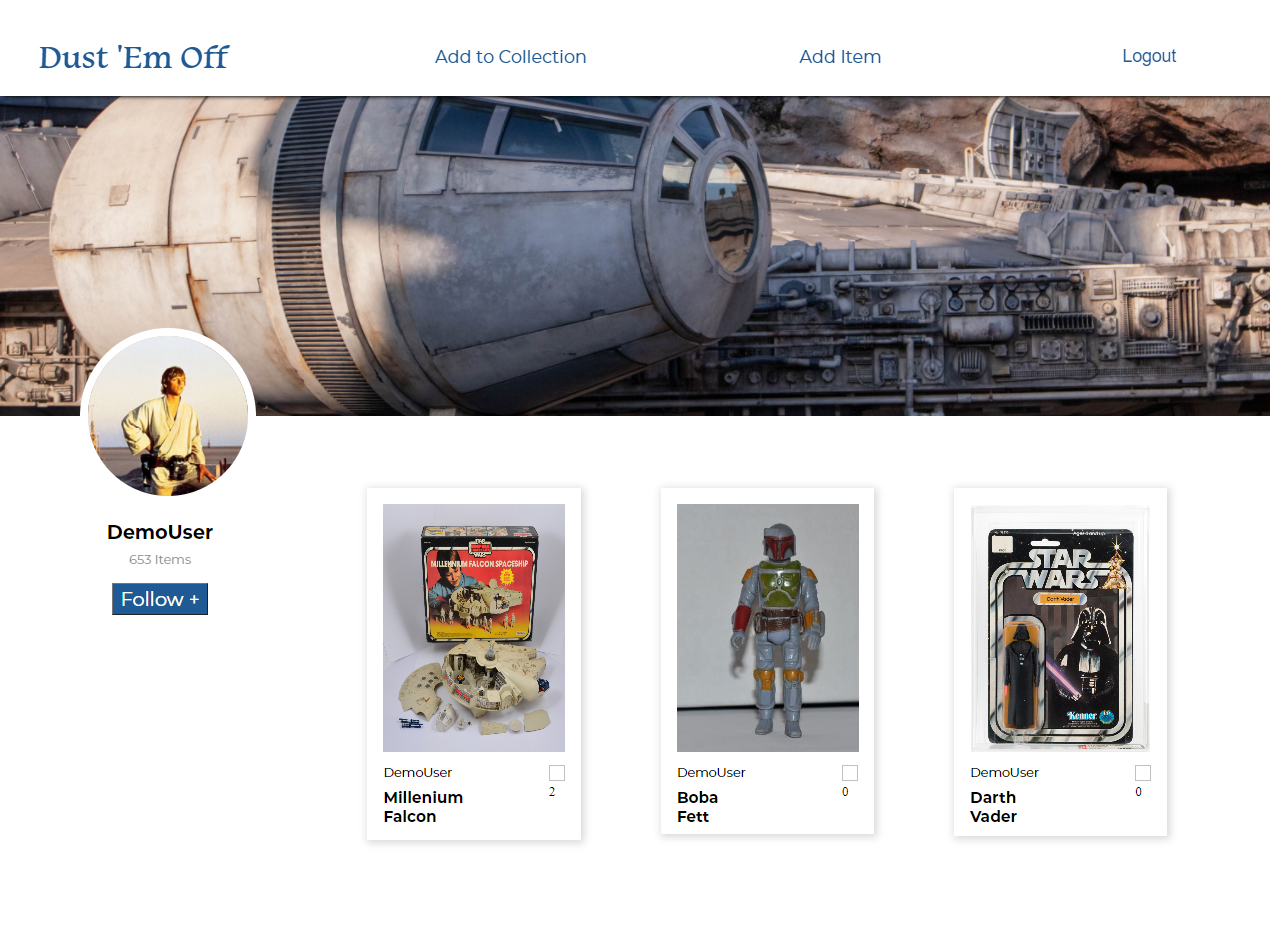 Dust 'Em Off
Add to Collection
Add Item
Logout
DemoUser
653 Items
Follow +
STAR
WARS
MILLENNIUM FALCON SPACESHIP
DemoUser
2
Millenium
Falcon
DemoUser
0
Boba
Fett
STAR
WARS
Darth Vader
Kenner
DemoUser
0
Darth
Vader